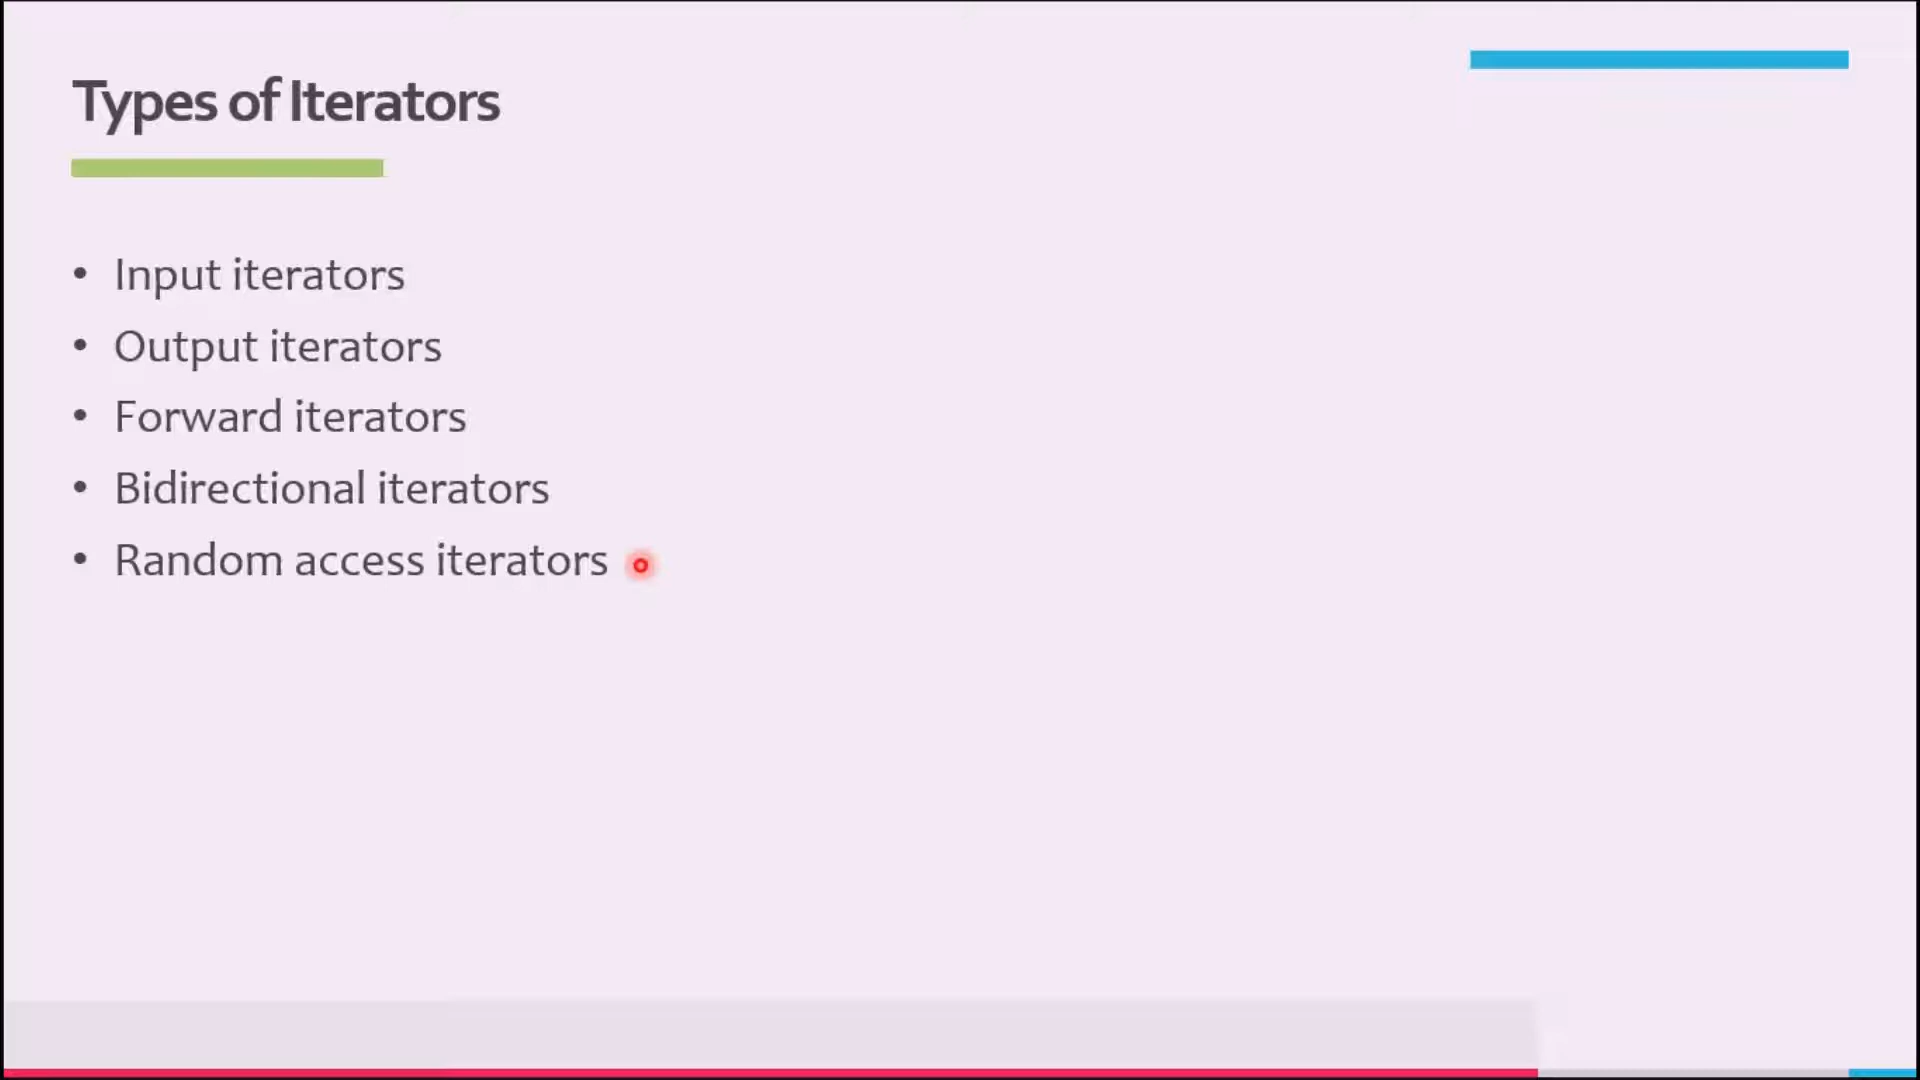 Types of Iterators
• Input iterators
• Output iterators
• Forward iterators
• Bidirectional iterators
• Random access iterators